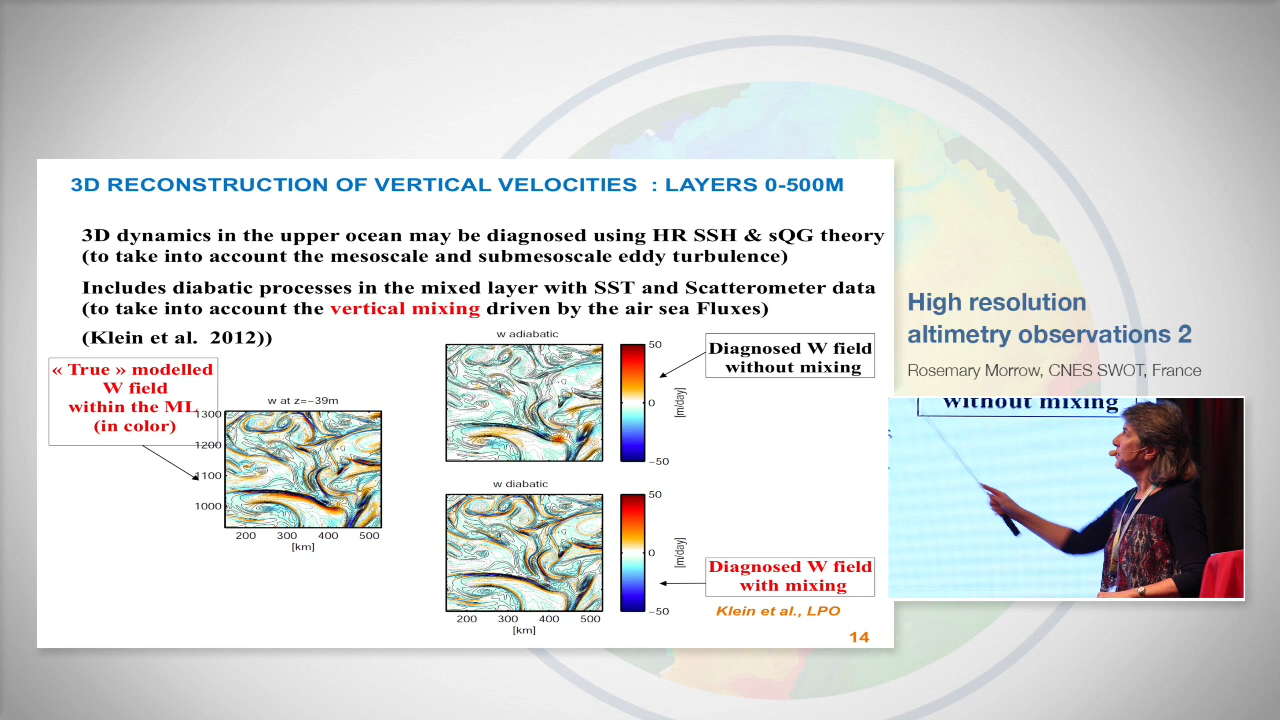 3D RECONSTRUCTION OF VERTICAL VELOCITIES : LAYERS 0-500M
3D dynamics in the upper ocean may be diagnosed using HR SSH & sQG theory
(to take into account the mesoscale and submesoscale eddy turbulence)
Includes diabatic processes in the mixed layer with SST and Scatterometer data
(to take into account the vertical mixing driven by the air sea Fluxes)
(Klein et al. 2012))
« True » modelled
W field
within the ML
(in color)
w at z=−39m
1300
1200
1100
1000
200 300 400 500
[km]
w adiabatic
50
0
−50
[m/day]
Diagnosed W field
without mixing
w diabatic
50
0
−50
[m/day]
200 300 400 500
[km]
Diagnosed W field
with mixing
Klein et al., LPO
14
High resolution
altimetry observations 2
Rosemary Morrow, CNES SWOT, France
without mixing